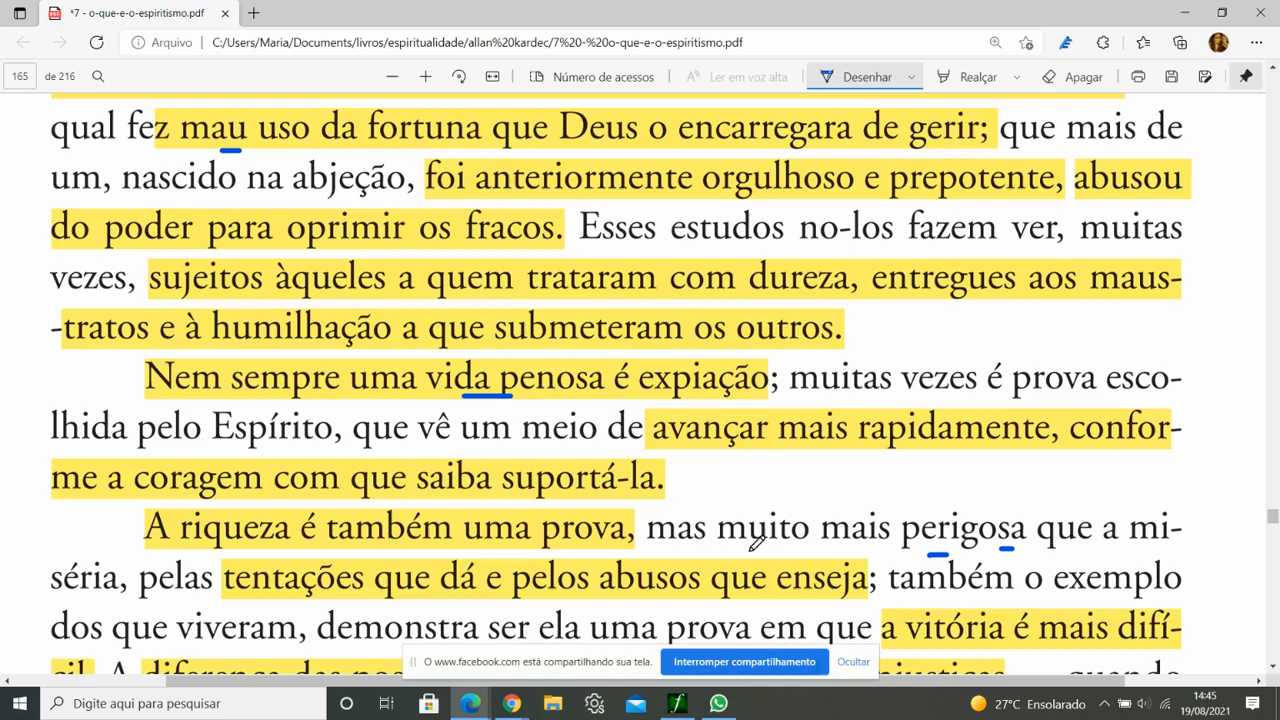 *7 - o-que-e-o-espiritismo.pdf
Arquivo C:/Users/Maria/Documents/livros/espiritualidade/allan%20kardec/7%20-%20o-que-e-o-espiritismo.pdf
165 de 216 Número de acessos Ler em voz alta Desenhar Realçar Apagar
qual fez mau uso da fortuna que Deus o encarregara de gerir; que mais de
um, nascido na abjeção, foi anteriormente orgulhoso e prepotente, abusou
do poder para oprimir os fracos. Esses estudos no-los fazem ver, muitas
vezes, sujeitos àqueles a quem trataram com dureza, entregues aos maus-
-tratos e à humilhação a que submeteram os outros.
Nem sempre uma vida penosa é expiação; muitas vezes é prova esco-
lhida pelo Espírito, que vê um meio de avançar mais rapidamente, confor-
me a coragem com que saiba suportá-la.
A riqueza é também uma prova, mas muito mais perigosa que a mi-
séria, pelas tentações que dá e pelos abusos que enseja; também o exemplo
dos que viveram, demonstra ser ela uma prova em que a vitória é mais difí-
cil. A diferença das
O www.facebook.com está compartilhando sua tela. Interromper compartilhamento Ocultar
Digite aqui para pesquisar 27°C Ensolarado 14:45
19/08/2021